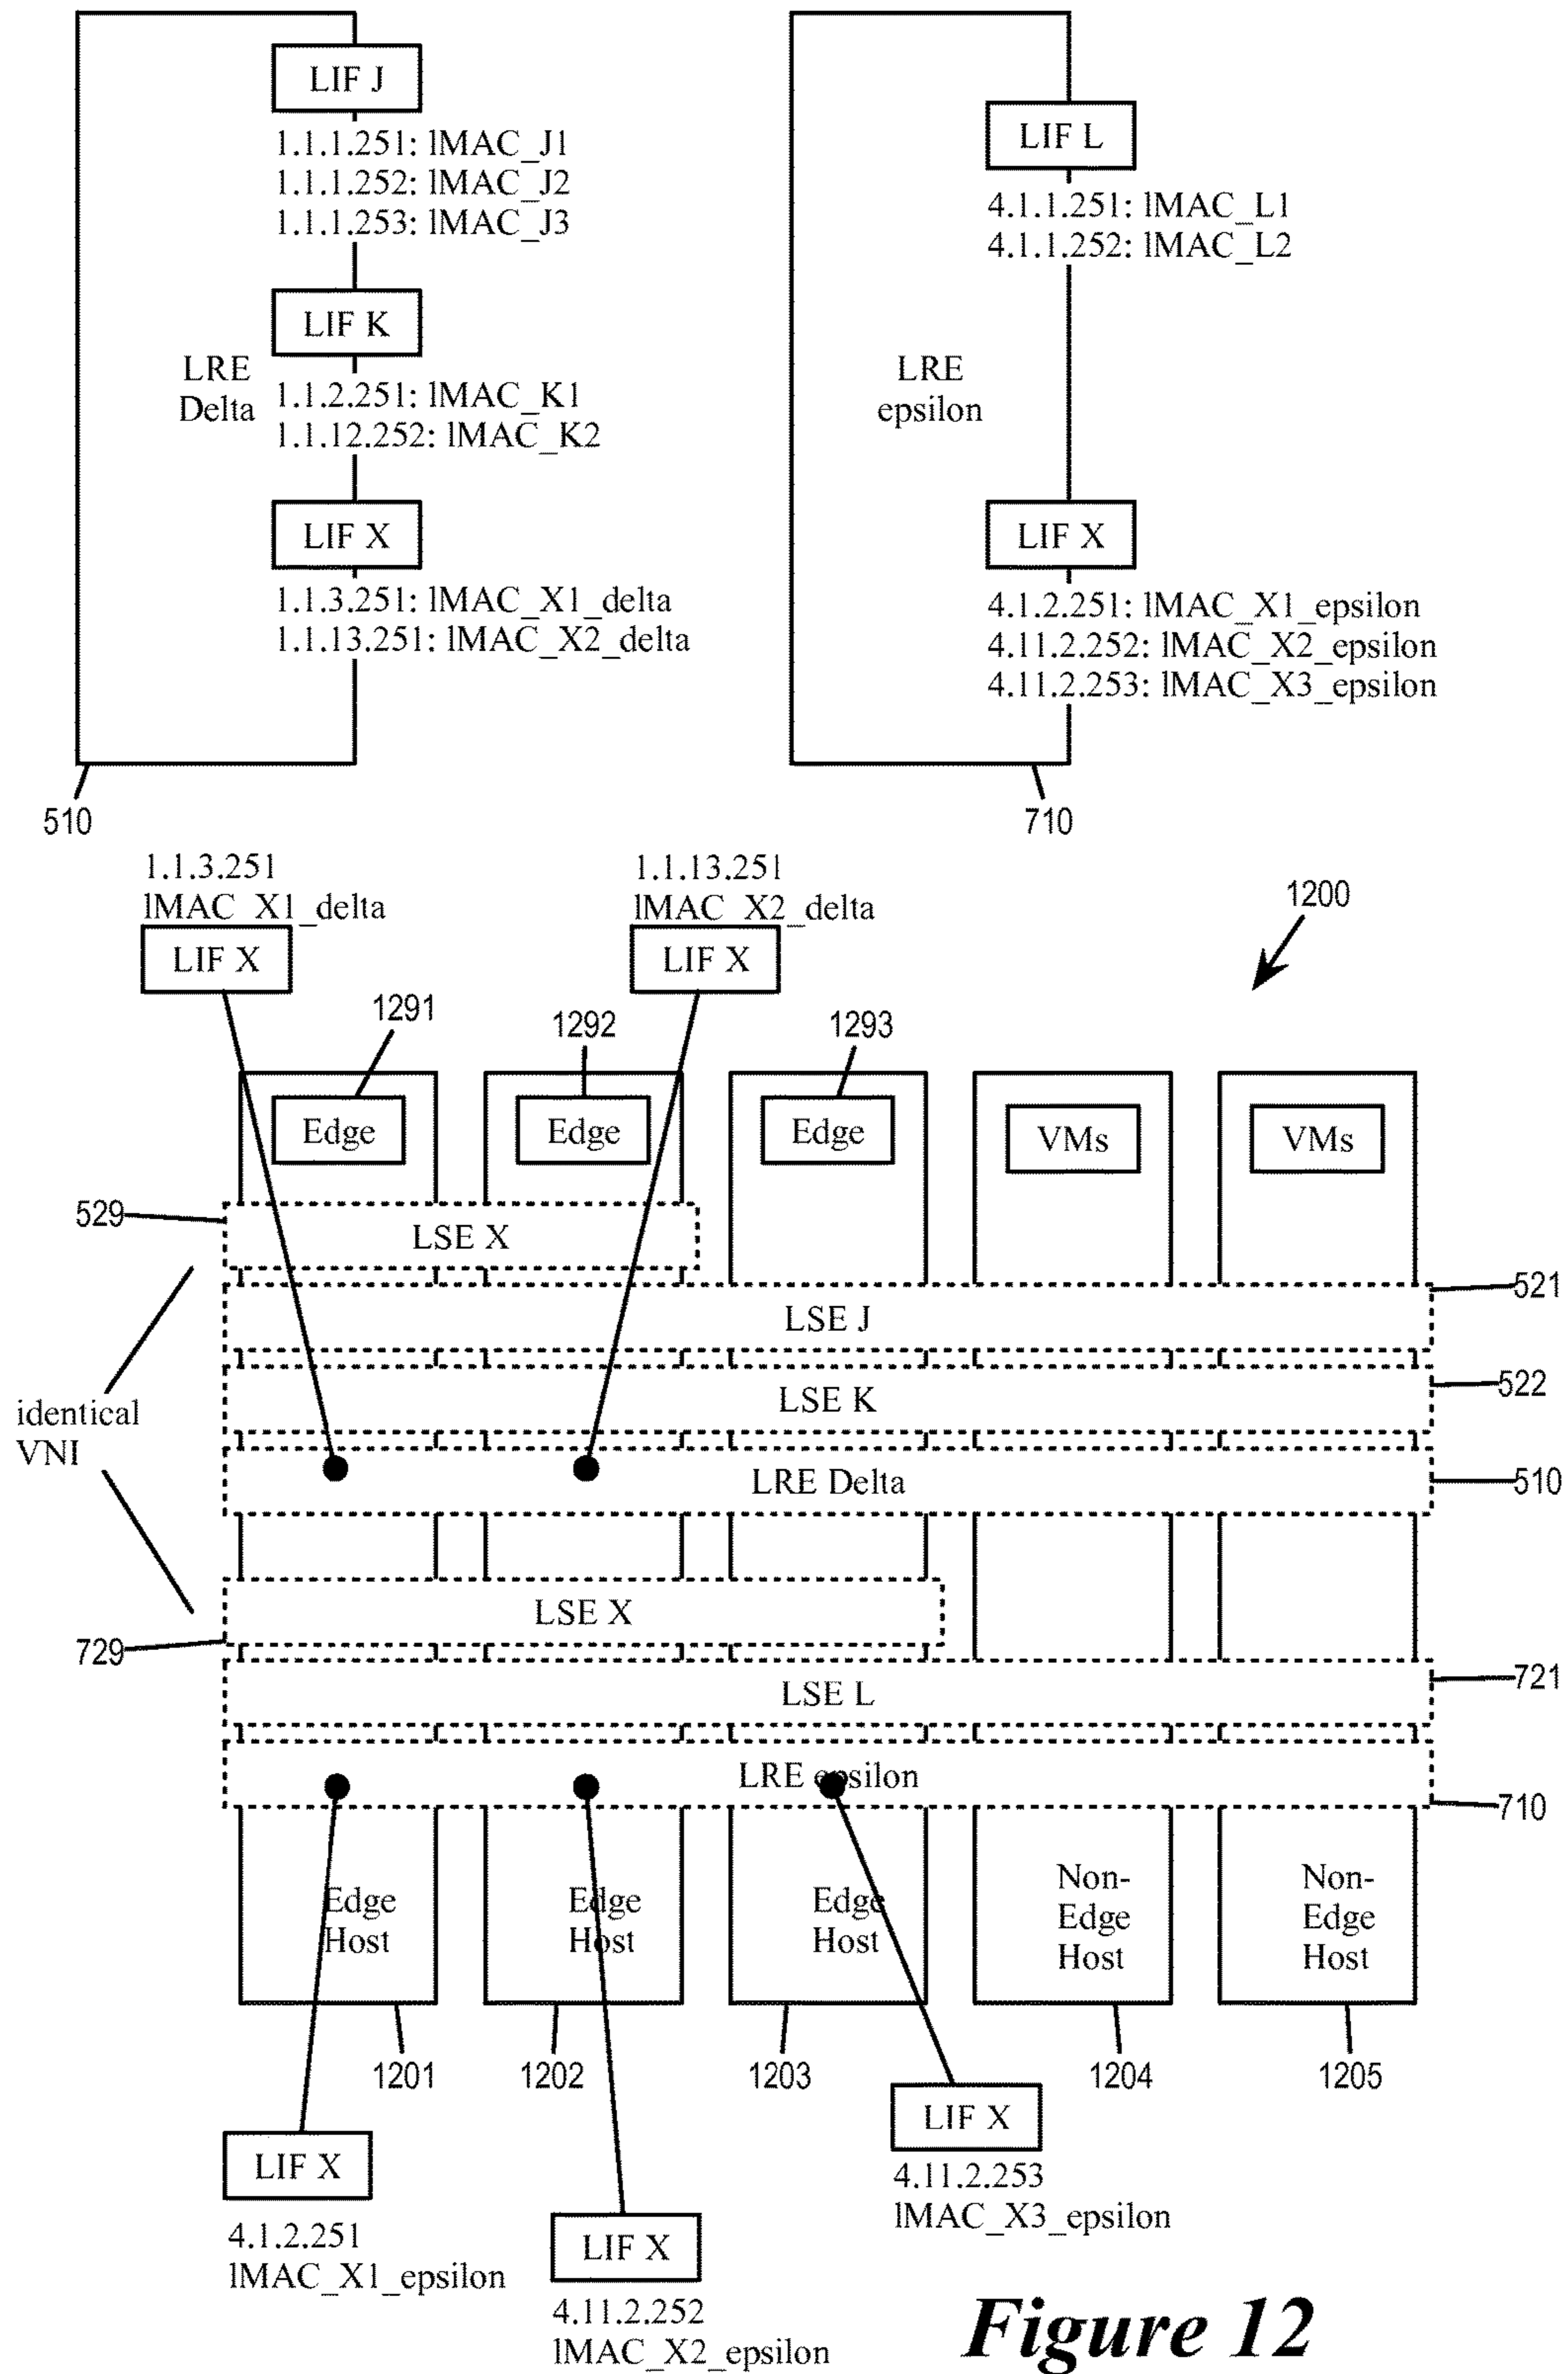 LIF J
1.1.1.251: lMAC_J1
1.1.1.252: lMAC_J2
1.1.1.253: lMAC_J3
LIF K
LRE
Delta
1.1.2.251: lMAC_K1
1.1.12.252: lMAC_K2
LIF X
1.1.3.251: lMAC_X1_delta
1.1.13.251: lMAC_X2_delta
510
LIF L
4.1.1.251: lMAC_L1
4.1.1.252: lMAC_L2
LRE
epsilon
LIF X
4.1.2.251: lMAC_X1_epsilon
4.11.2.252: lMAC_X2_epsilon
4.11.2.253: lMAC_X3_epsilon
710
1.1.3.251
lMAC_X1_delta
LIF X
1.1.13.251
lMAC_X2_delta
LIF X
1200
1291
1292
1293
Edge
Edge
Edge
VMs
VMs
529
LSE X
LSE J
521
LSE K
522
identical
VNI
LRE Delta
510
LSE X
729
LSE L
721
LRE epsilon
710
Edge
Host
Edge
Host
Edge
Host
Non-
Edge
Host
Non-
Edge
Host
1201
1202
1203
1204
1205
LIF X
4.1.2.251
lMAC_X1_epsilon
LIF X
4.11.2.252
lMAC_X2_epsilon
LIF X
4.11.2.253
lMAC_X3_epsilon
Figure 12